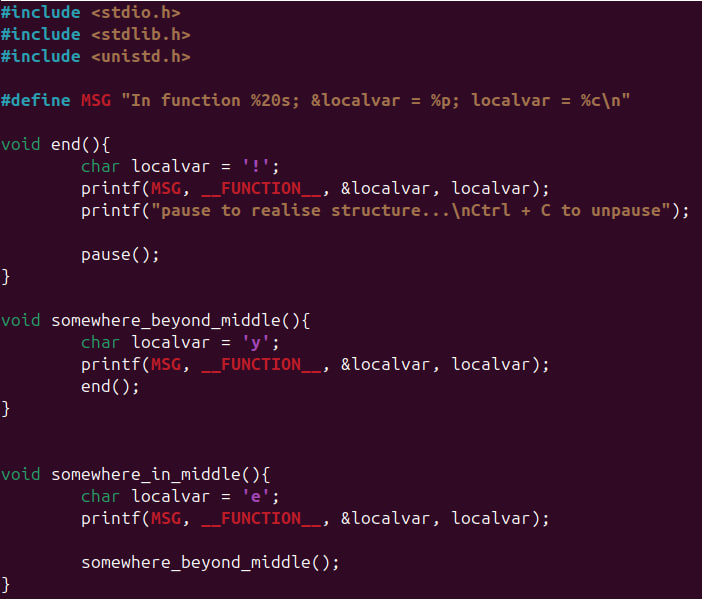 #include <stdio.h>
#include <stdlib.h>
#include <unistd.h>
#define MSG "In function %20s; &localvar = %p; localvar = %c\n"
void end(){
char localvar = '!';
printf(MSG, __FUNCTION__, &localvar, localvar);
printf("pause to realise structure...\nCtrl + C to unpause");
pause();
}
void somewhere_beyond_middle(){
char localvar = 'y';
printf(MSG, __FUNCTION__, &localvar, localvar);
end();
}
void somewhere_in_middle(){
char localvar = 'e';
printf(MSG, __FUNCTION__, &localvar, localvar);
somewhere_beyond_middle();
}